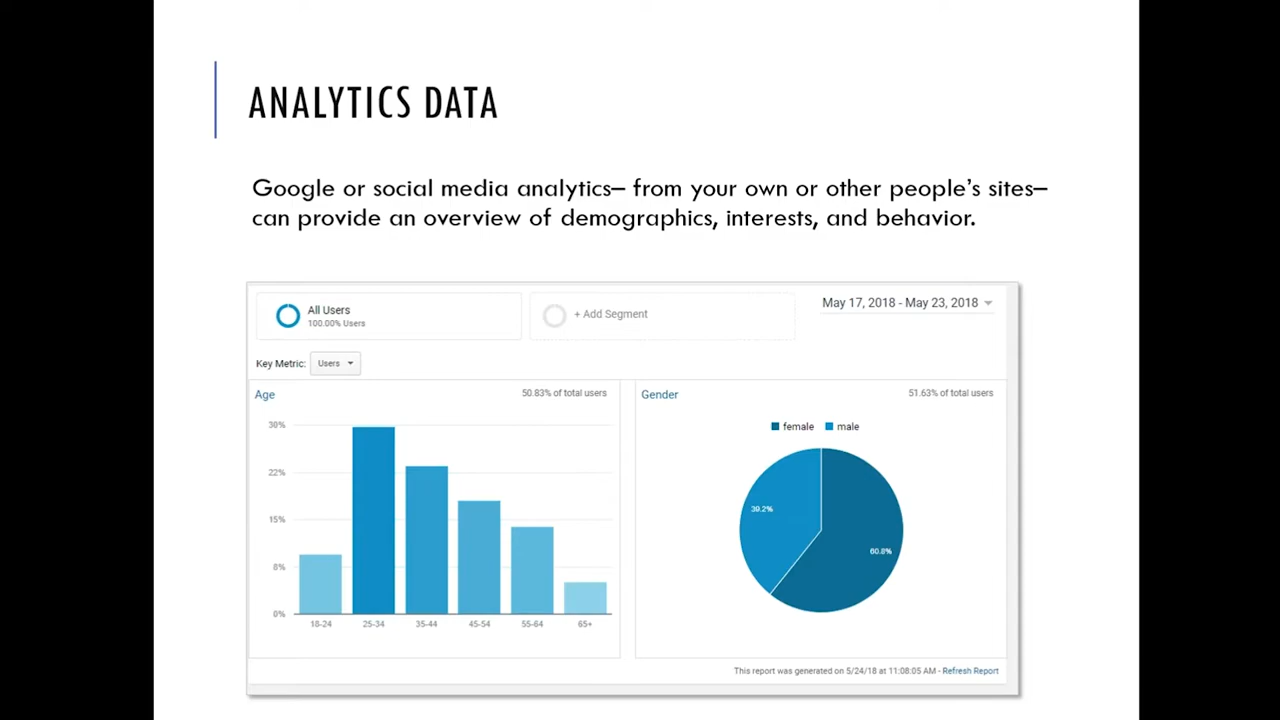 ANALYTICS DATA
Google or social media analytics– from your own or other people's sites–
can provide an overview of demographics, interests, and behavior.
All Users
100.00% Users
+ Add Segment
May 17, 2018 - May 23, 2018
Key Metric: Users
Age
50.83% of total users
30%
22%
15%
8%
0%
18-24 25-34 35-44 45-54 55-64 65+
Gender
51.63% of total users
female male
39.2%
60.8%
This report was generated on 5/24/18 at 11:08:05 AM - Refresh Report